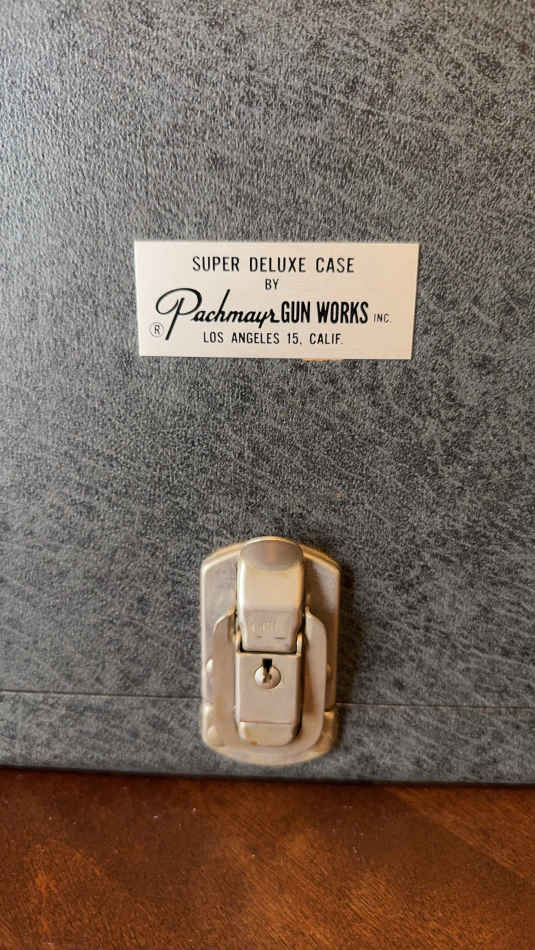 SUPER DELUXE CASE
BY
® Pachmayr GUN WORKS INC.
LOS ANGELES 15, CALIF.